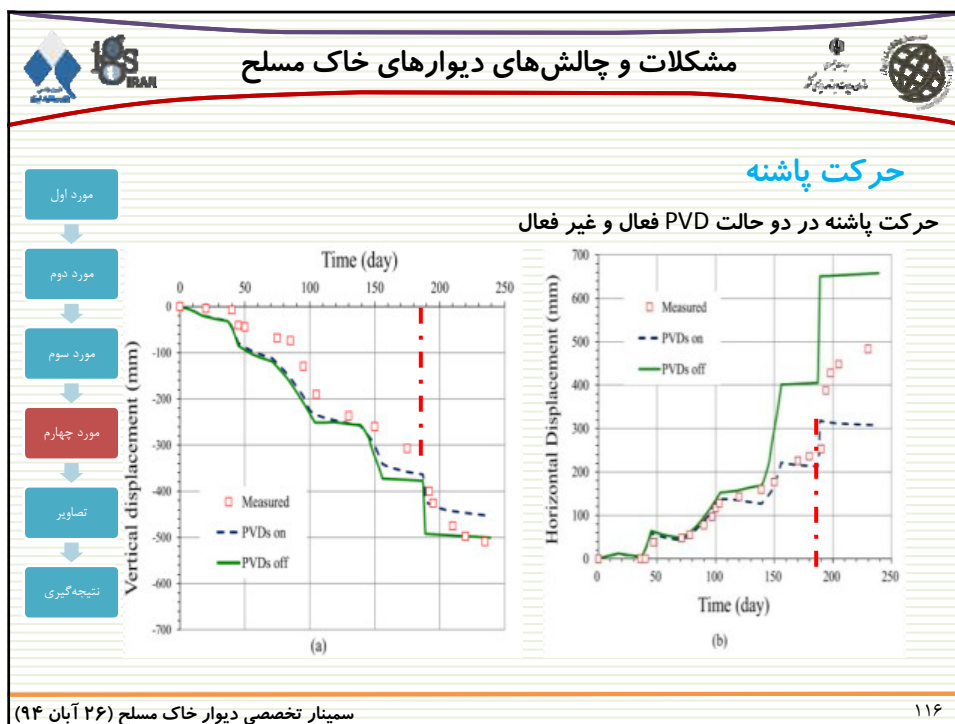 مشکلات و چالش‌های دیوارهای خاک مسلح
IGS
IRAN
حرکت پاشنه
حرکت پاشنه در دو حالت PVD فعال و غیر فعال
مورد اول
مورد دوم
مورد سوم
مورد چهارم
تصاویر
نتیجه‌گیری
Time (day)
0 50 100 150 200 250
0
-100
-200
-300
-400
-500
-600
-700
Vertical displacement (mm)
Measured
PVDs on
PVDs off
(a)
700
600
500
400
300
200
100
0
Horizontal Displacement (mm)
Measured
PVDs on
PVDs off
0 50 100 150 200 250
Time (day)
(b)
سمینار تخصصی دیوار خاک مسلح (۲۶ آبان ۹۴)
۱۱۶